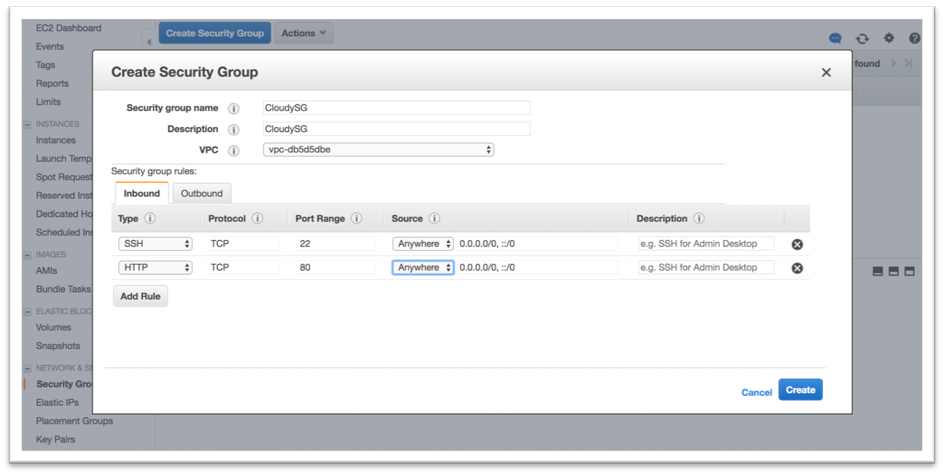 EC2 Dashboard
Events
Tags
Reports
Limits
INSTANCES
Instances
Launch Temp
Spot Request
Reserved Inst
Dedicated Ho
Scheduled Ins
IMAGES
AMIs
Bundle Tasks
ELASTIC BLOC
Volumes
Snapshots
NETWORK & SE
Security Gro
Elastic IPs
Placement Groups
Key Pairs
Create Security Group Actions
found
Create Security Group
Security group name CloudySG
Description CloudySG
VPC vpc-db5d5dbe
Security group rules:
Inbound Outbound
Type Protocol Port Range Source Description
SSH TCP 22 Anywhere 0.0.0.0/0, ::/0 e.g. SSH for Admin Desktop
HTTP TCP 80 Anywhere 0.0.0.0/0, ::/0 e.g. SSH for Admin Desktop
Add Rule
Cancel Create